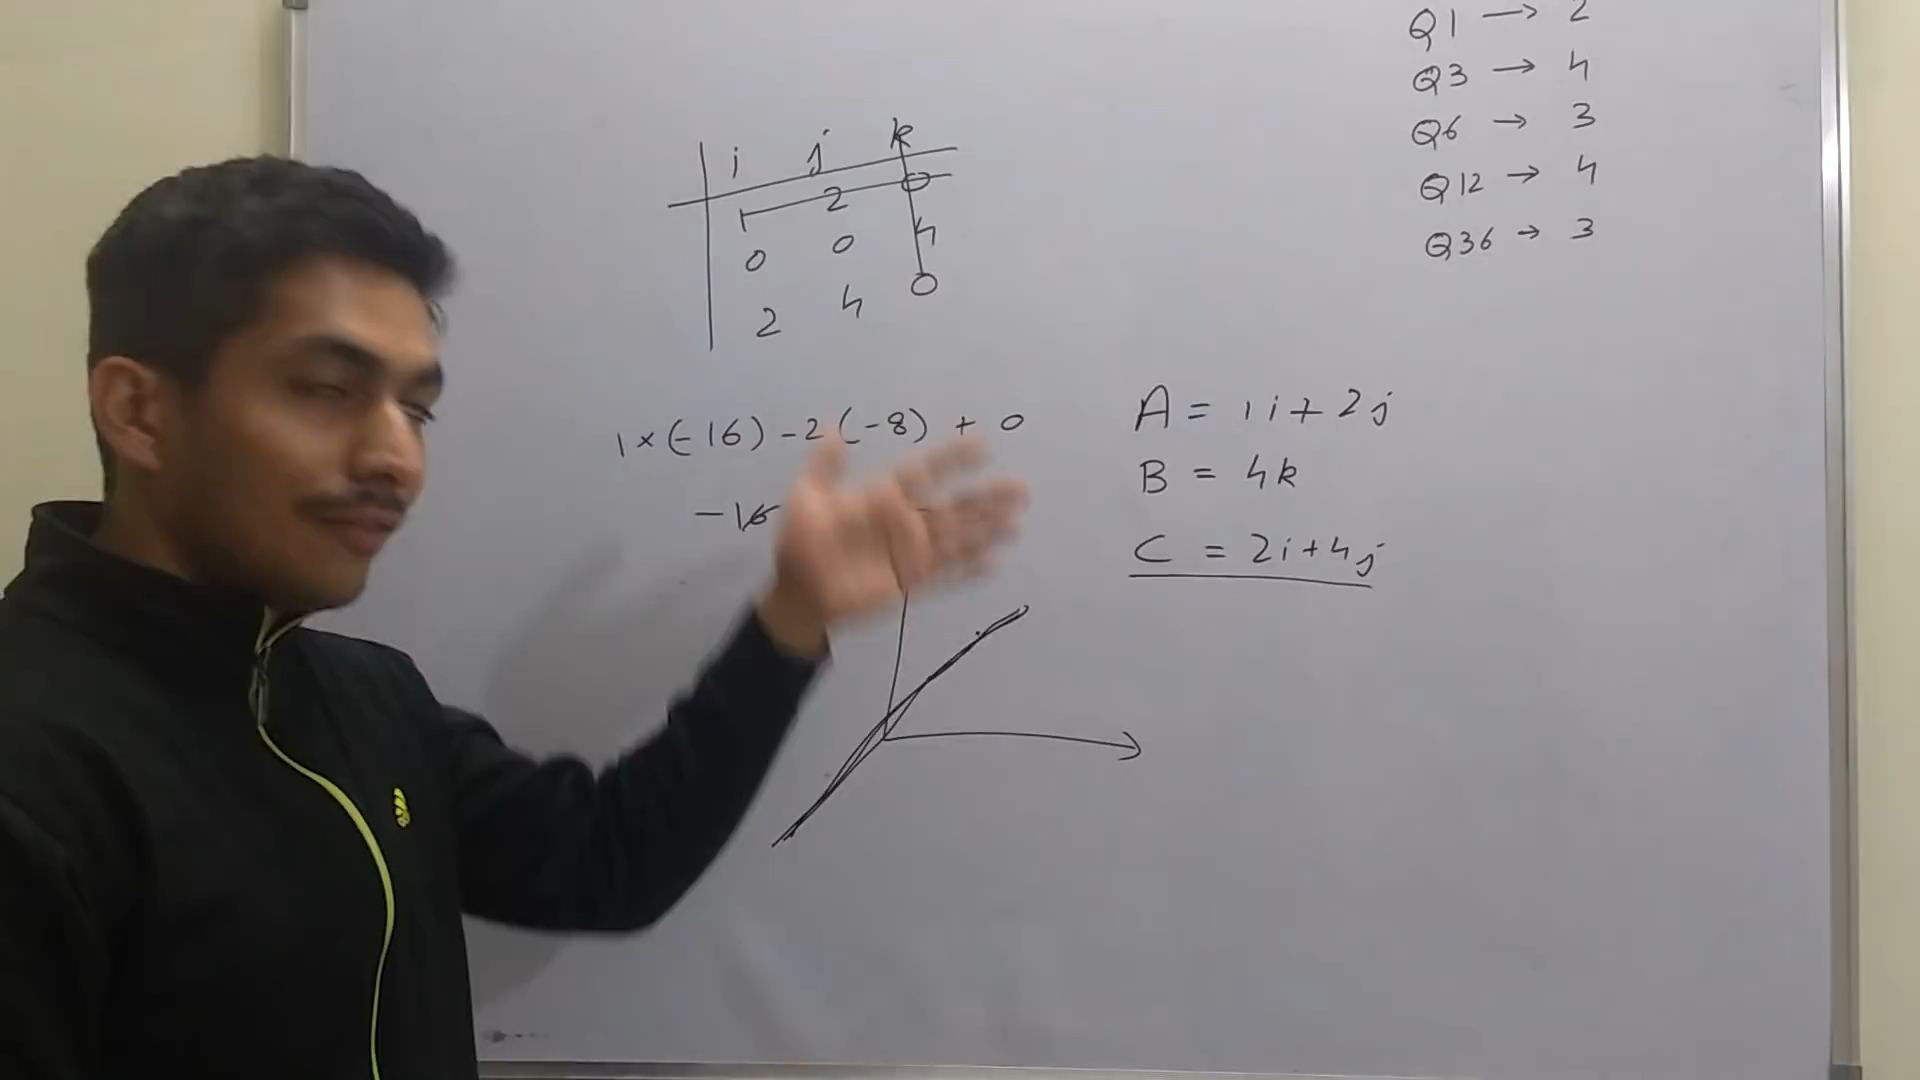 i j k
1 2 0
0 0 4
2 4 0
1 × (-16) - 2 (-8) + 0
-16
A = 1i + 2j
B = 4k
C = 2i + 4j
Q1 → 2
Q3 → 4
Q6 → 3
Q12 → 4
Q36 → 3